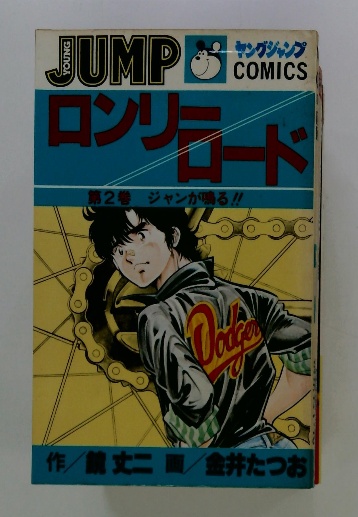 YOUNG JUMP
ヤングジャンプ
COMICS
ロンリー
ロード
第2巻 ジャンが鳴る!!
Dodgers
作/鏡丈二 画/金井たつお